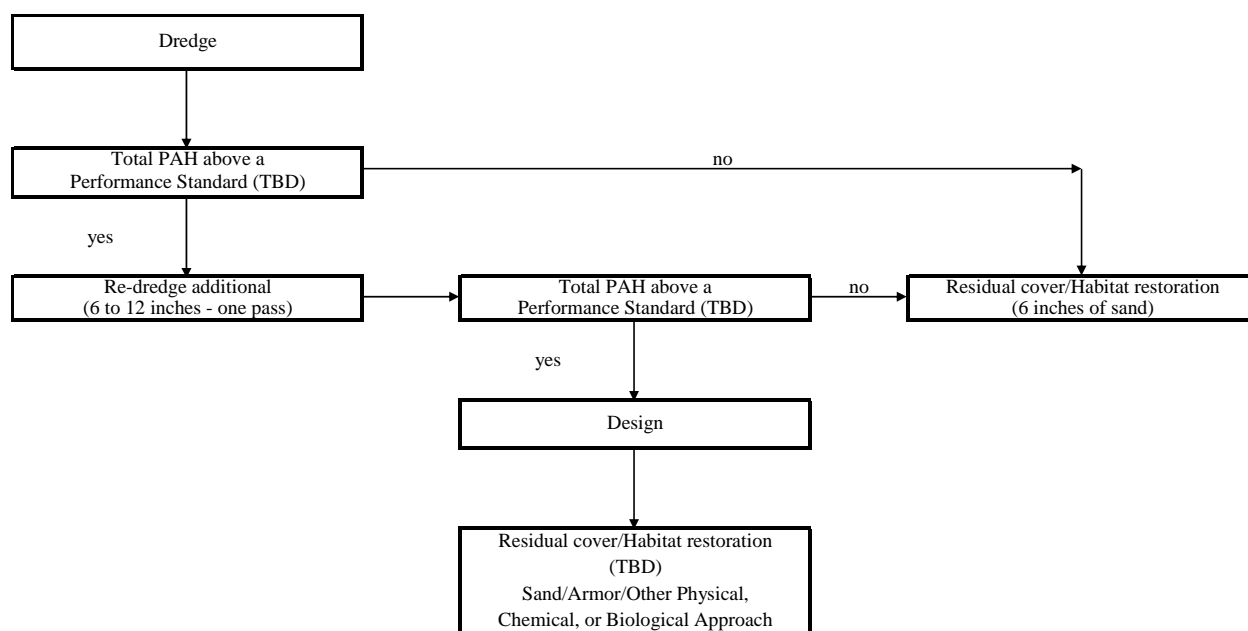 Dredge
Total PAH above a
Performance Standard (TBD)
no
yes
Re-dredge additional
(6 to 12 inches - one pass)
Total PAH above a
Performance Standard (TBD)
no
Residual cover/Habitat restoration
(6 inches of sand)
yes
Design
Residual cover/Habitat restoration
(TBD)
Sand/Armor/Other Physical,
Chemical, or Biological Approach